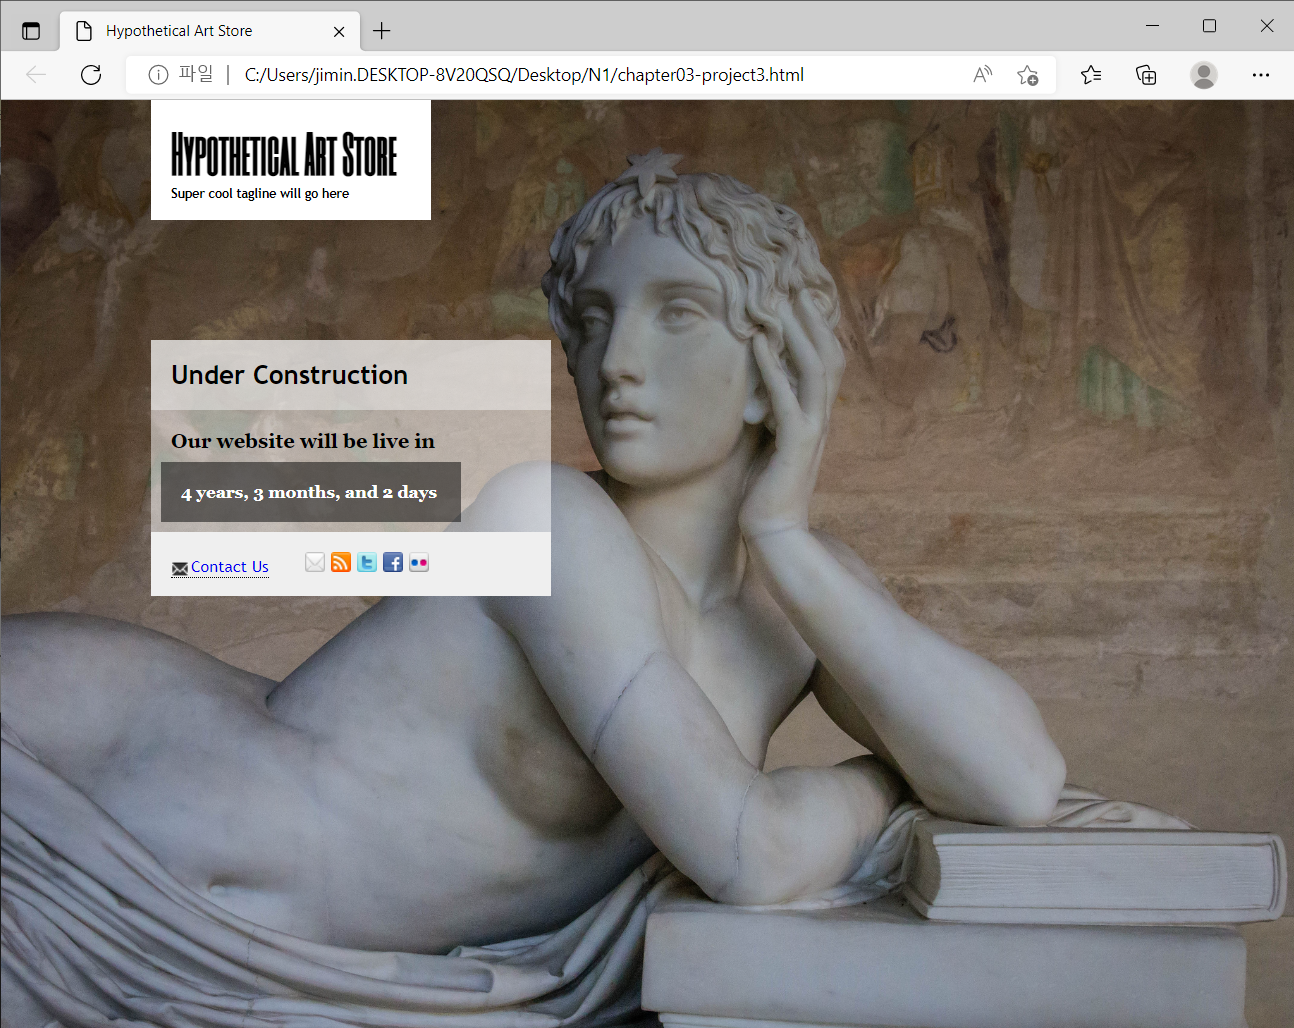 Hypothetical Art Store
파일
C:/Users/jimin.DESKTOP-8V20QSQ/Desktop/N1/chapter03-project3.html
Hypothetical Art Store
Super cool tagline will go here
Under Construction
Our website will be live in
4 years, 3 months, and 2 days
Contact Us